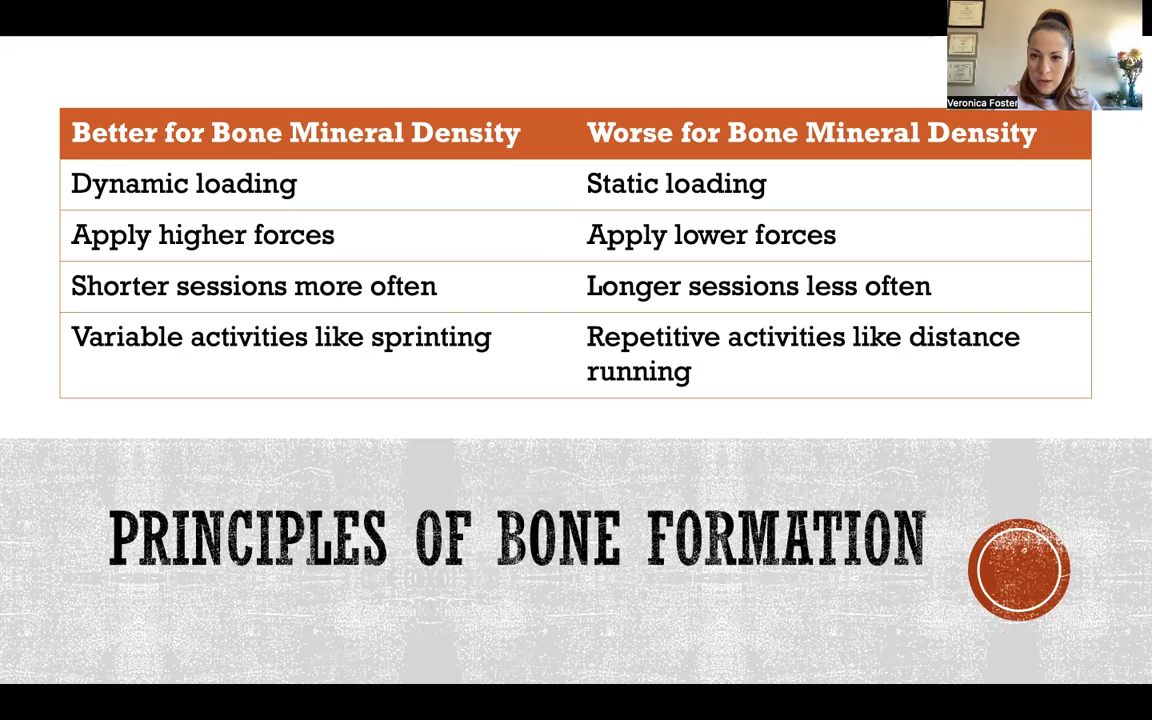 Veronica Foster
Better for Bone Mineral Density Worse for Bone Mineral Density
Dynamic loading Static loading
Apply higher forces Apply lower forces
Shorter sessions more often Longer sessions less often
Variable activities like sprinting Repetitive activities like distance
running
PRINCIPLES OF BONE FORMATION